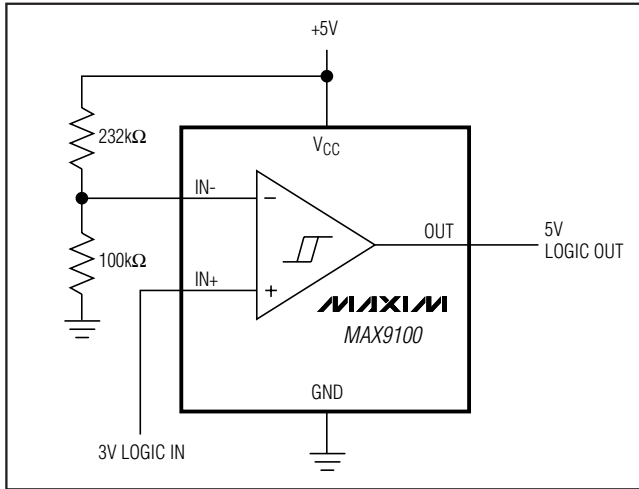 +5V
232kΩ
VCC
IN-
−
OUT
5V
LOGIC OUT
100kΩ
IN+
+
MAXIM
MAX9100
GND
3V LOGIC IN